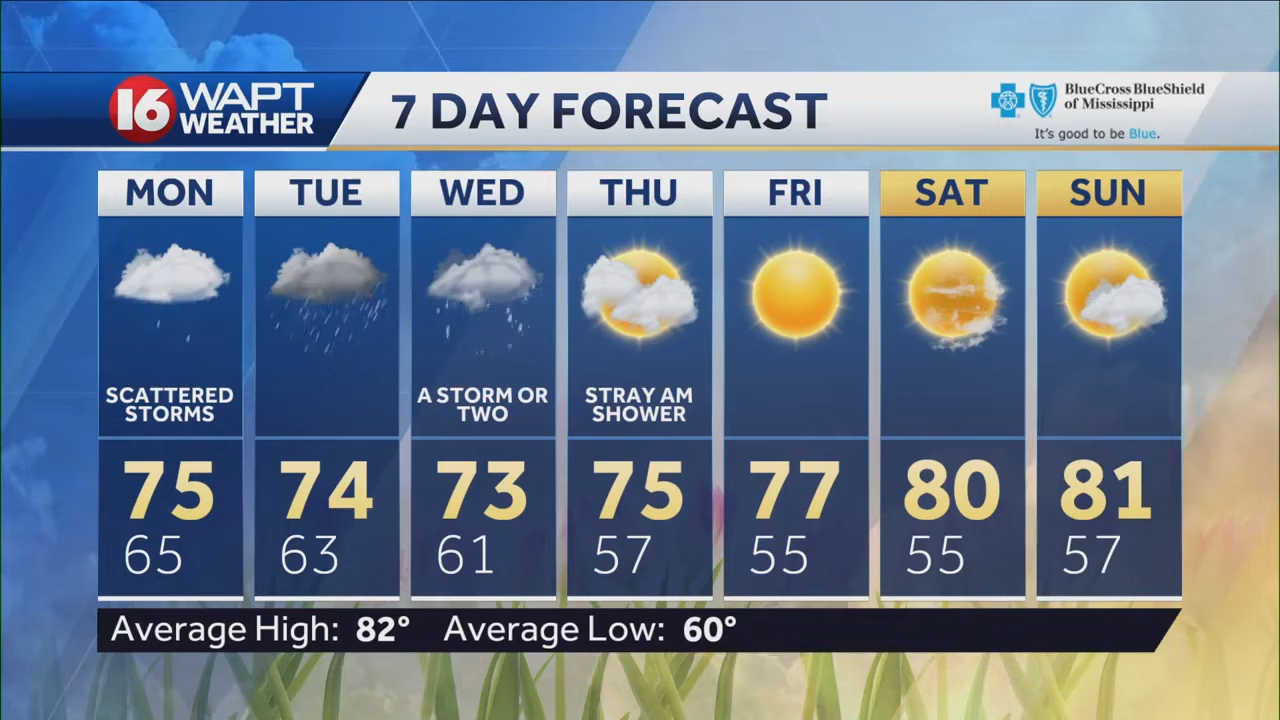 16 WAPT
WEATHER
7 DAY FORECAST
BlueCross BlueShield
of Mississippi
It's good to be Blue.
MON TUE WED THU FRI SAT SUN
SCATTERED
STORMS
A STORM OR
TWO
STRAY AM
SHOWER
75 74 73 75 77 80 81
65 63 61 57 55 55 57
Average High: 82° Average Low: 60°